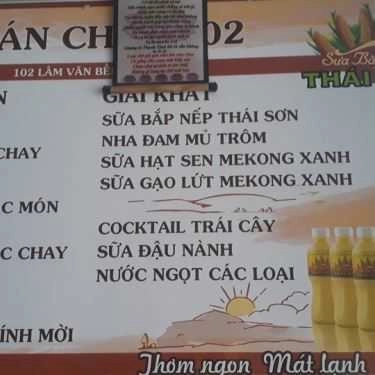 ÁN CH 02
102 LÂM VĂN BỀ
Sữa Bắp
THÁI
GIẢI KHÁT
SỮA BẮP NẾP THÁI SƠN
NHA ĐAM MỦ TRÔM
CHAY
SỮA HẠT SEN MEKONG XANH
SỮA GẠO LỨT MEKONG XANH
C MÓN
COCKTAIL TRÁI CÂY
C CHAY
SỮA ĐẬU NÀNH
NƯỚC NGỌT CÁC LOẠI
ÍNH MỜI
Thơm ngon Mát lạnh